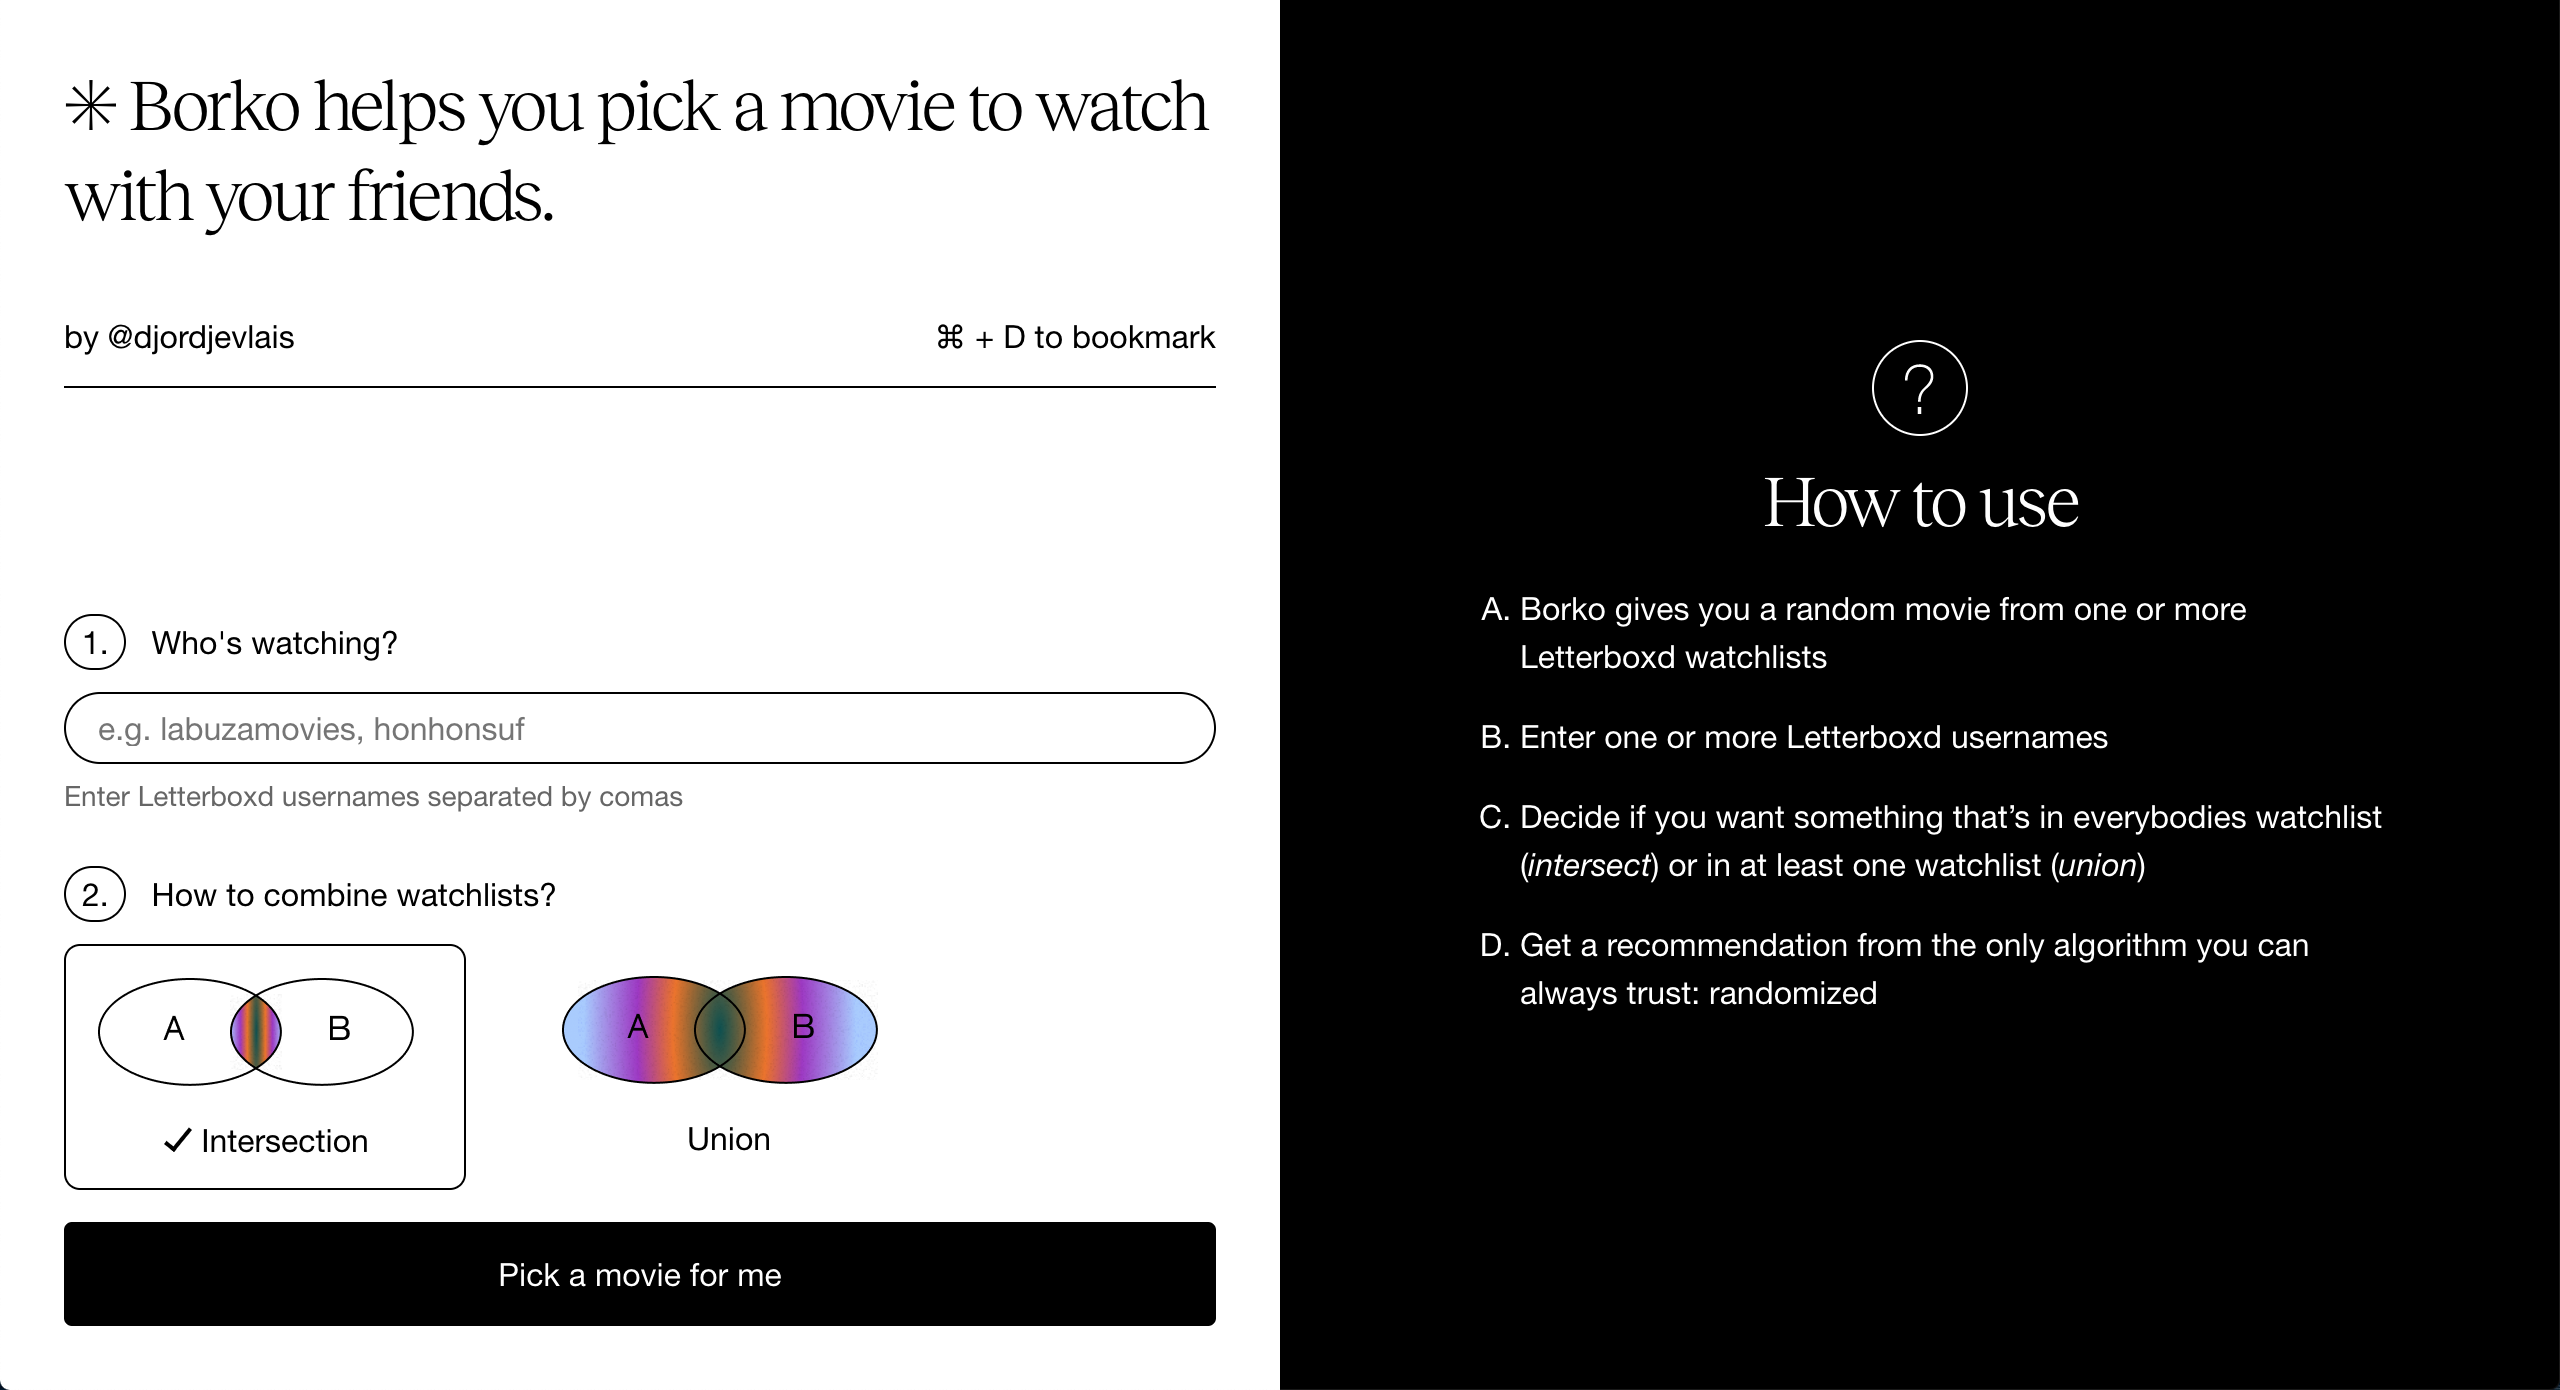 ✳ Borko helps you pick a movie to watch
with your friends.
by @djordjevlais
⌘ + D to bookmark
1. Who's watching?
e.g. labuzamovies, honhonsuf
Enter Letterboxd usernames separated by comas
2. How to combine watchlists?
A B
A B
✓ Intersection
Union
Pick a movie for me
?
How to use
A. Borko gives you a random movie from one or more
Letterboxd watchlists
B. Enter one or more Letterboxd usernames
C. Decide if you want something that’s in everybodies watchlist
(intersect) or in at least one watchlist (union)
D. Get a recommendation from the only algorithm you can
always trust: randomized